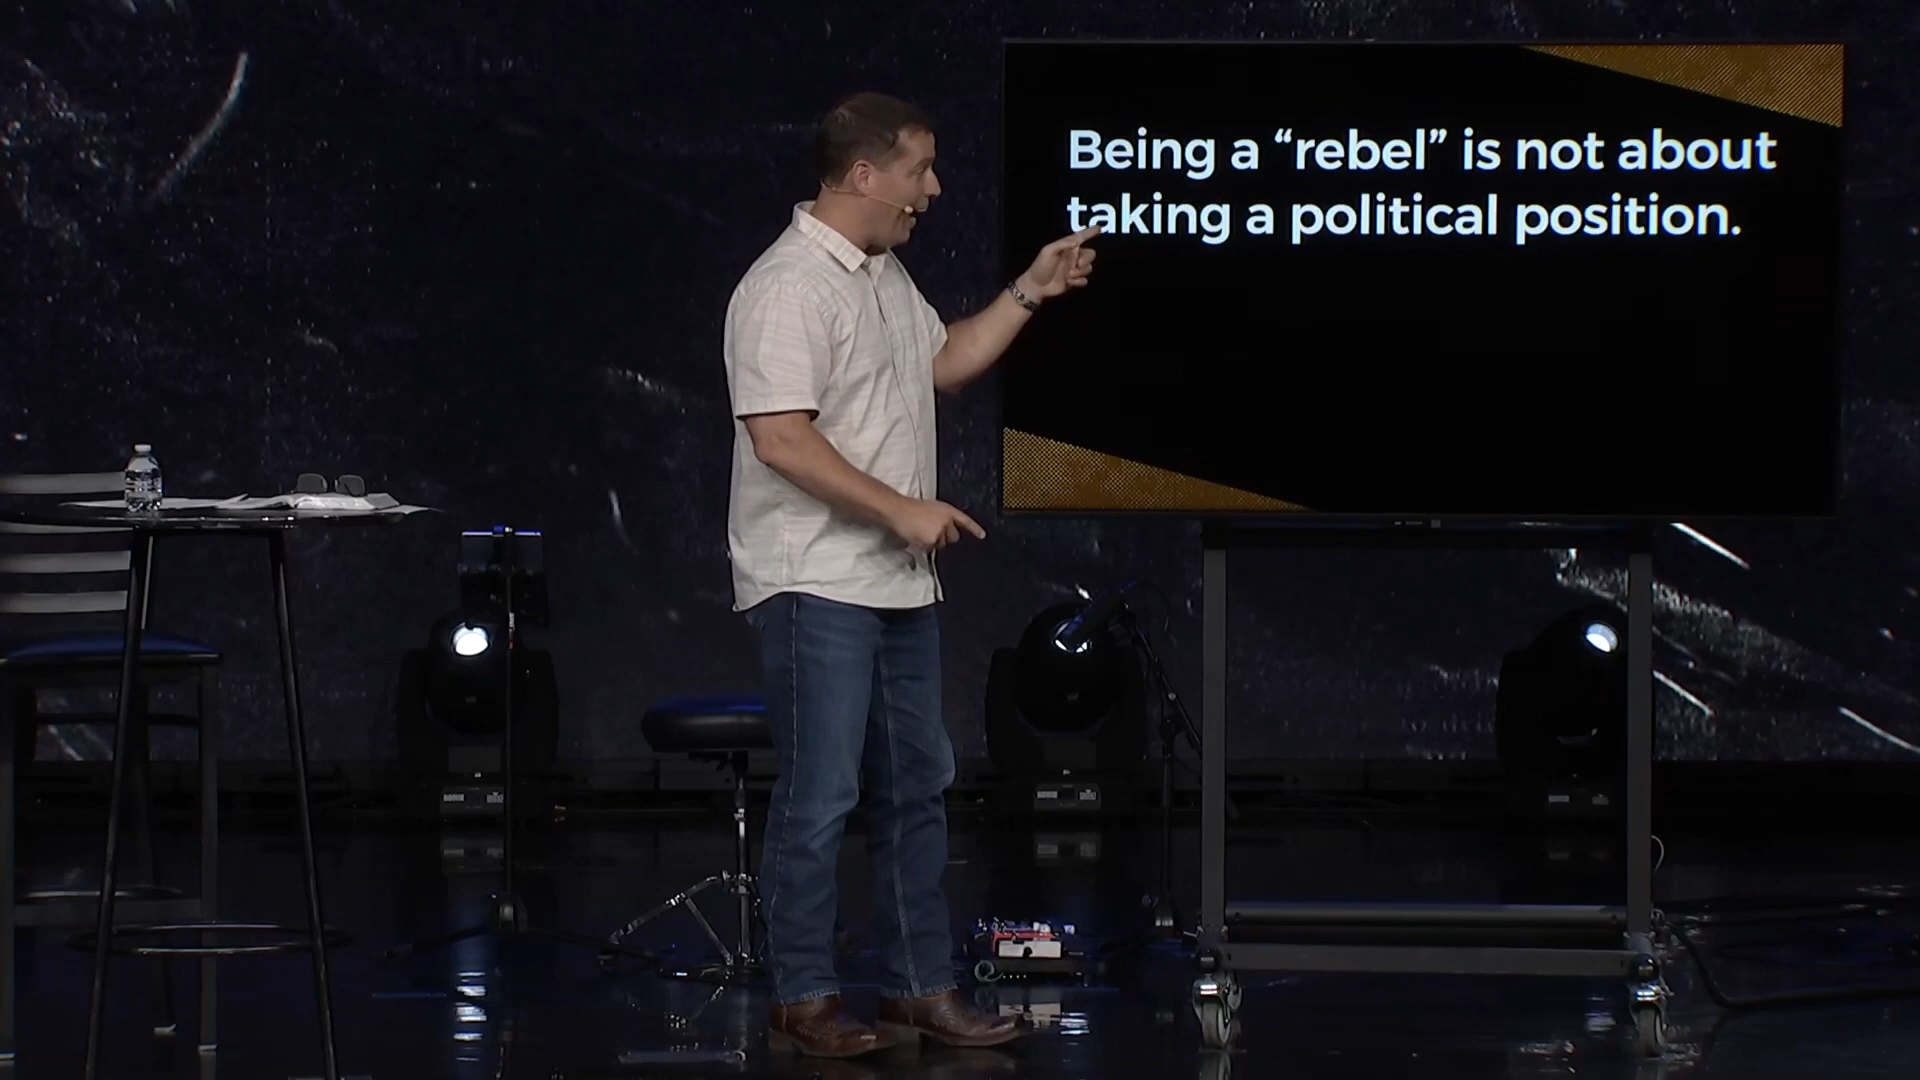 Being a “rebel” is not about
taking a political position.